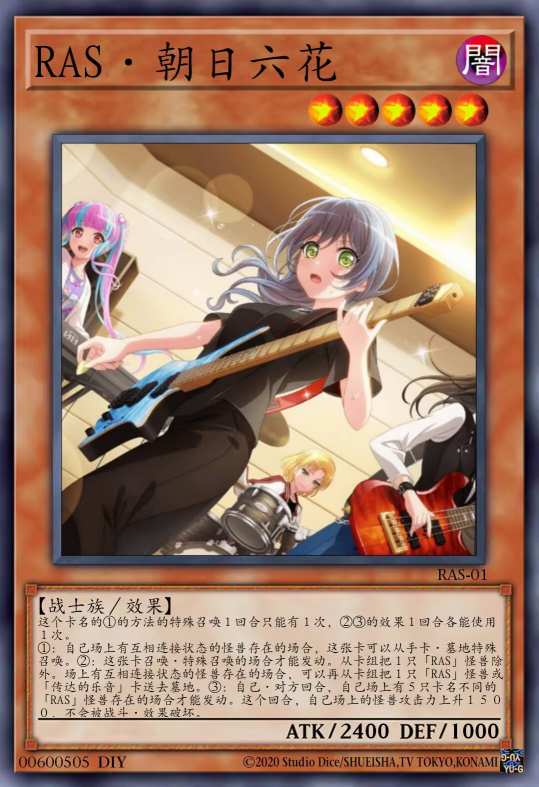 RAS·朝日六花
闇
RAS-01
【战士族／效果】
这个卡名的①的方法的特殊召唤1回合只能有1次，②③的效果1回合各能使用
1次。
①：自己场上有互相连接状态的怪兽存在的场合，这张卡可以从手卡·墓地特殊
召唤。②：这张卡召唤·特殊召唤的场合才能发动。从卡组把1只「RAS」怪兽除
外。场上有互相连接状态的怪兽存在的场合，可以再从卡组把1只「RAS」怪兽或
「传达的乐音」卡送去墓地。③：自己·对方回合，自己场上有5只卡名不同的
「RAS」怪兽存在的场合才能发动。这个回合，自己场上的怪兽攻击力上升150
0，不会被战斗·效果破坏。
ATK/2400 DEF/1000
00600505 DIY ©2020 Studio Dice/SHUEISHA,TV TOKYO,KONAMI
YU-G